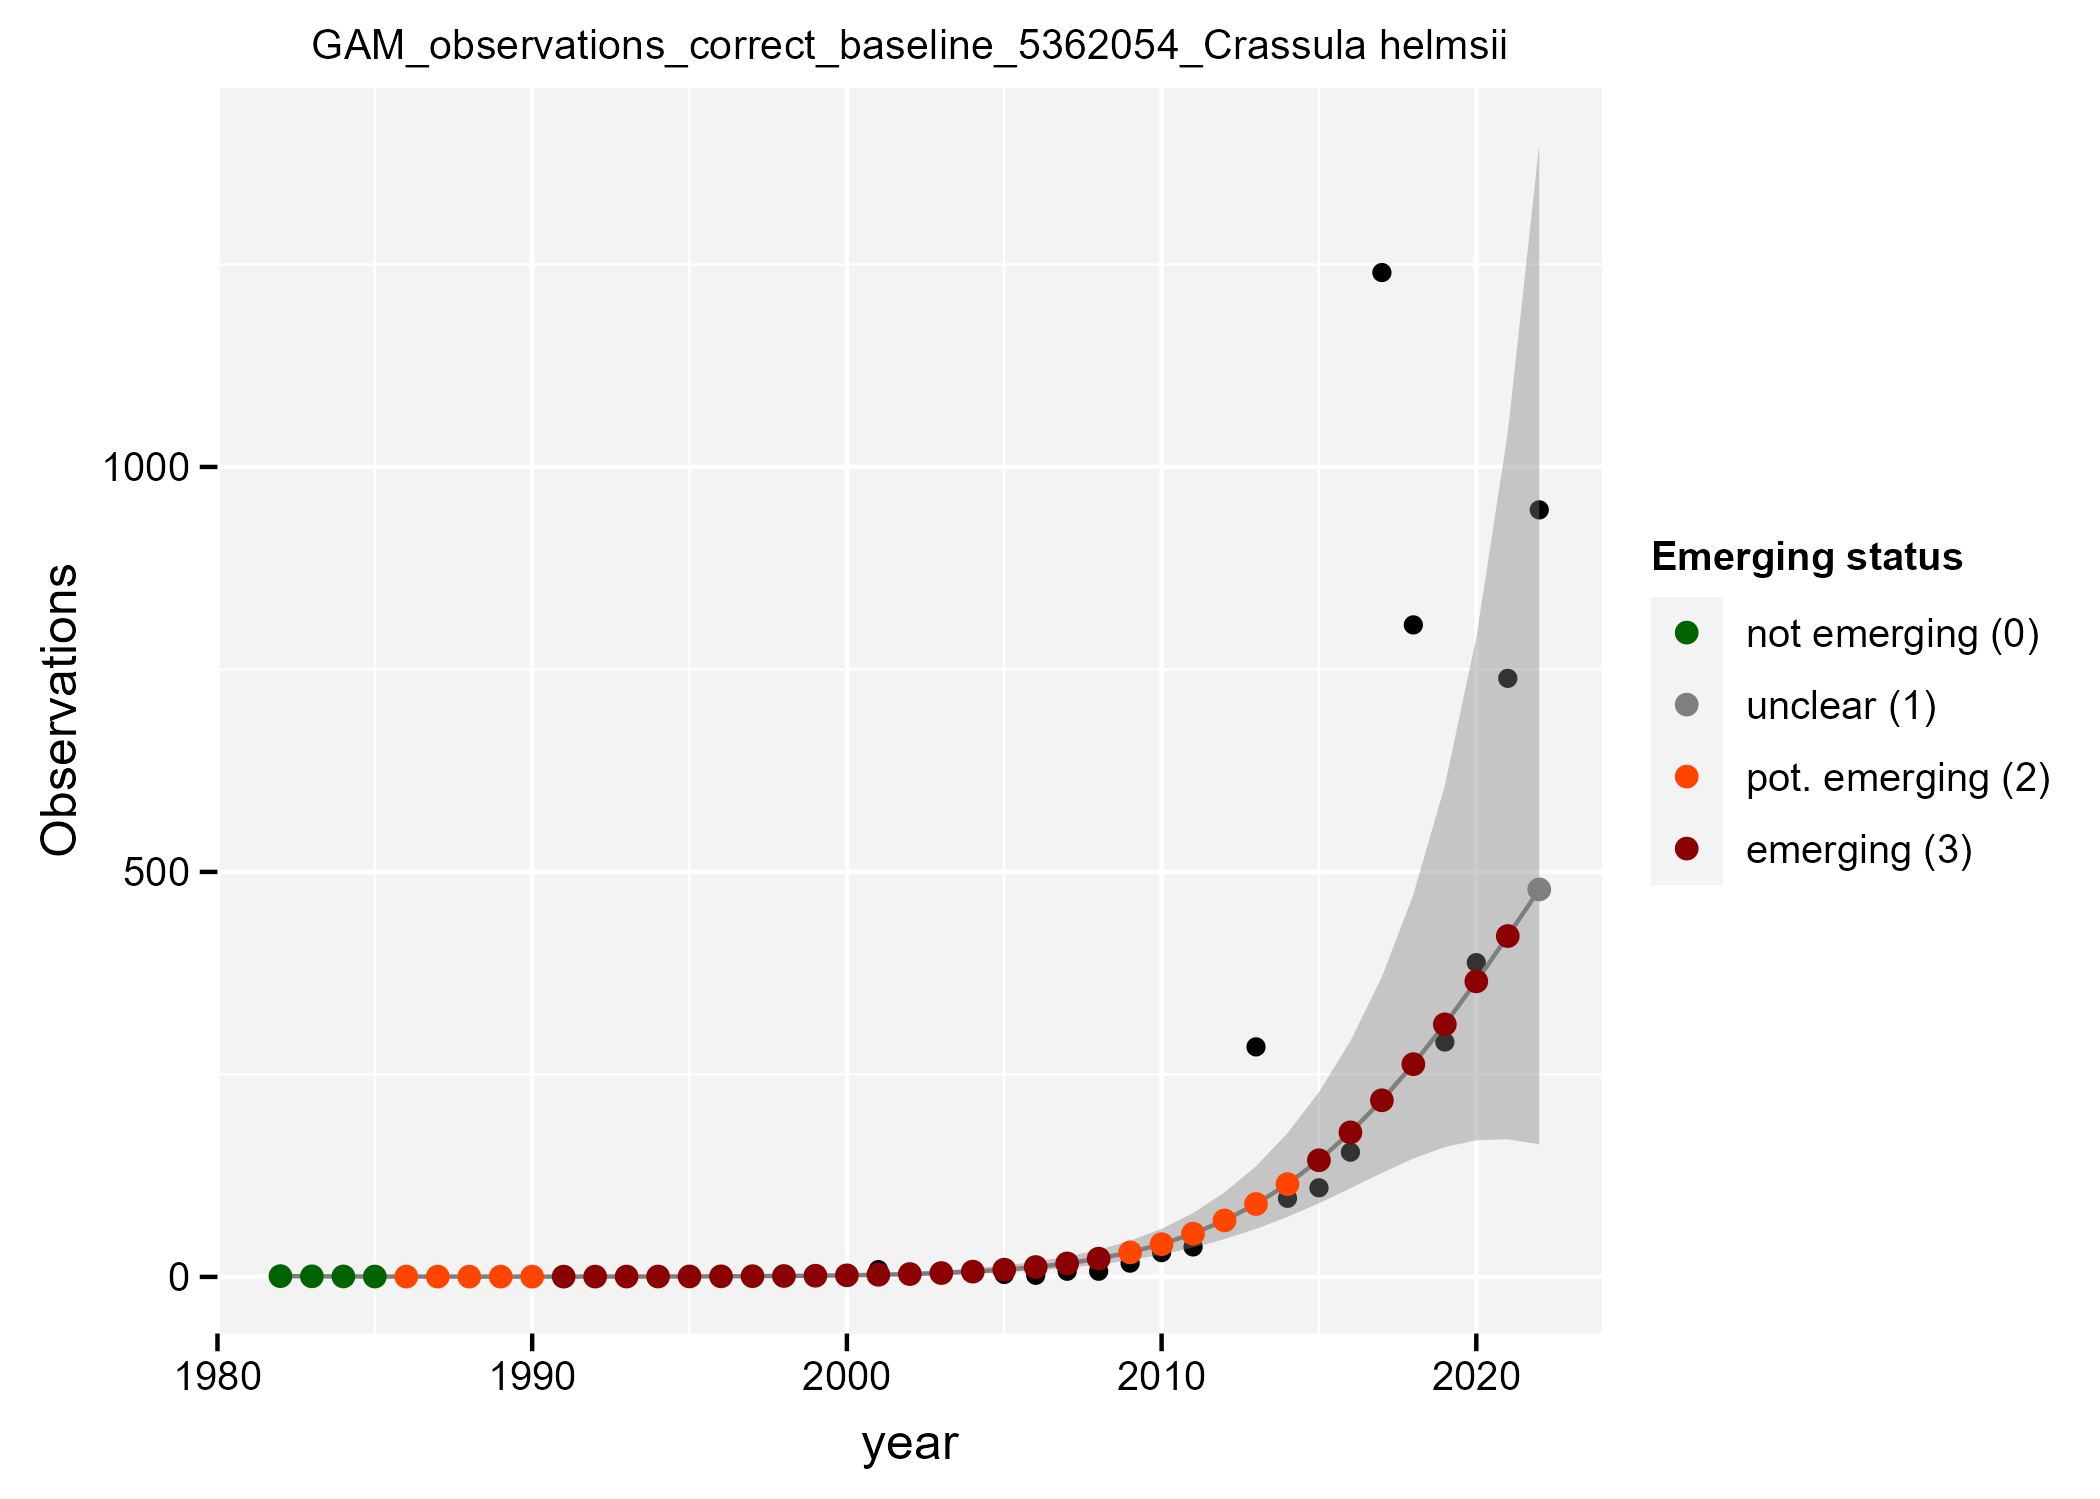 GAM_observations_correct_baseline_5362054_Crassula helmsii
Observations
1000
500
0
1980
1990
2000
2010
2020
year
Emerging status
not emerging (0)
unclear (1)
pot. emerging (2)
emerging (3)